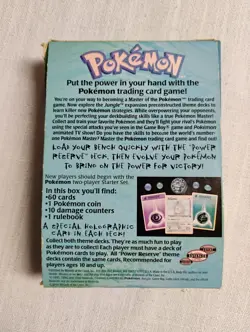 POKéMON
Put the power in your hand with the
Pokémon trading card game!
You're on your way to becoming a Master of the Pokémon trading card
game. Now explore the Jungle expansion preconstructed theme decks to
learn killer new Pokémon strategies. While overpowering your opponents,
you'll be perfecting your deckbuilding skills like a true Pokémon Master!
Collect and train your favorite Pokémon and they'll fight your rival's Pokémon
using the special attacks you've seen in the Game Boy game and Pokémon
animated TV show! Do you have the skills to become the world's number
one Pokémon Master? Build your Pokémon trading card game deck and find out!
LOAD YOUR BENCH QUICKLY WITH THE "POWER
RESERVE" DECK, THEN EVOLVE YOUR POKÉMON
TO BRING ON THE POWER FOR VICTORY!
New players should begin with the
Pokémon two player Starter Set
In this box you'll find:
•60 cards
•1 Pokémon coin
•10 damage counters
•1 rulebook
A SPECIAL HOLOGRAPHIC
CARD IN EACH DECK!
Collect both theme decks. They're as much fun to play
as they are to collect! Each player must have a deck of
Pokémon cards to play. All "Power Reserve" theme
decks contain the same cards. Recommended for
players ages 10 and up.